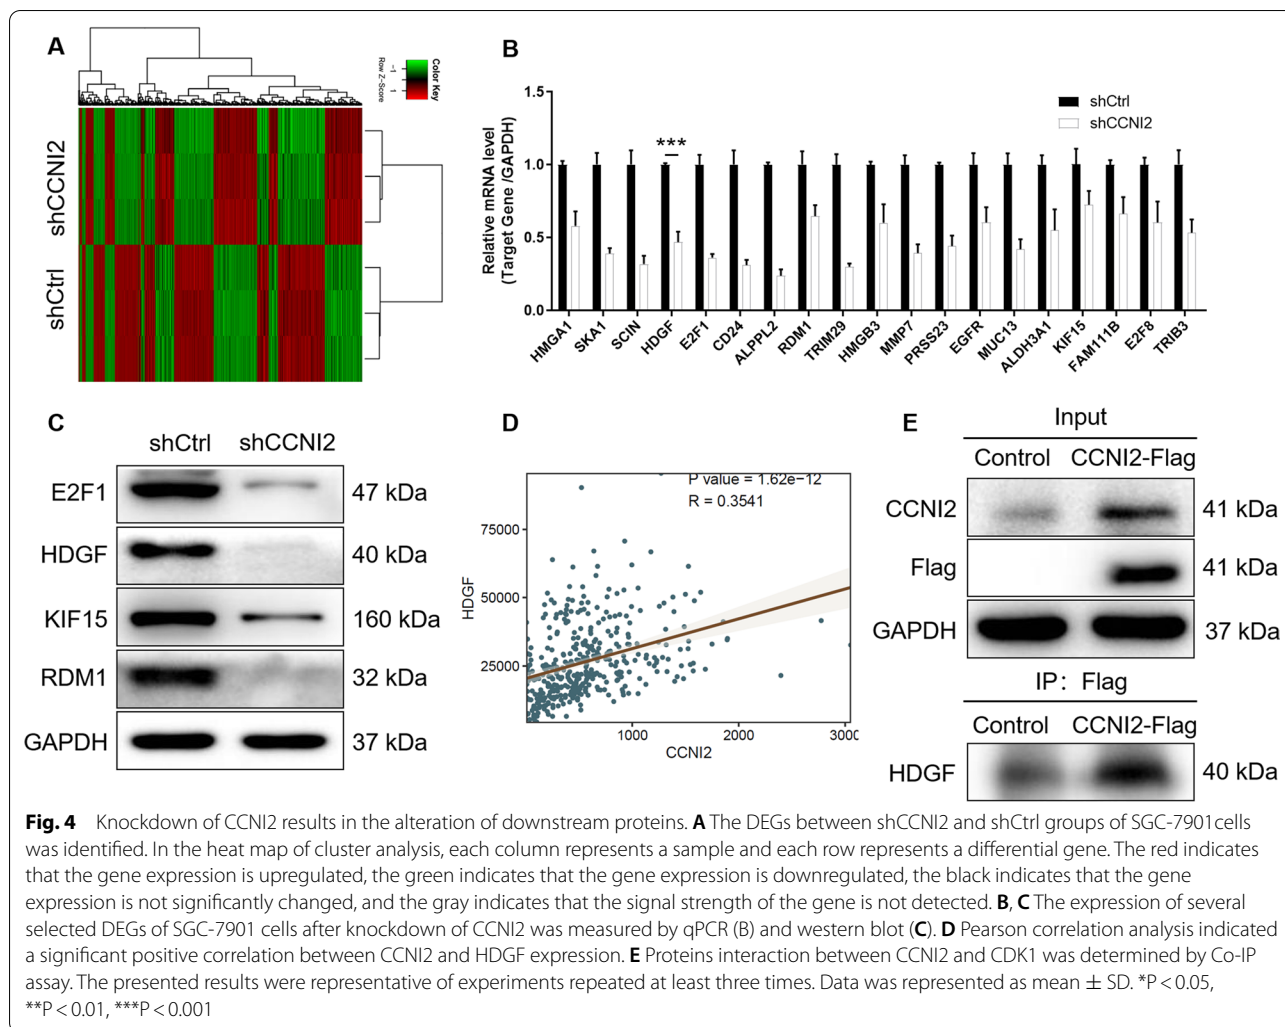 A
Color Key
-1 1
Row Z-Score
shCCNI2
shCtrl
B
shCtrl
shCCNI2
Relative mRNA level
(Target Gene /GAPDH)
1.5
1.0
0.5
0.0
***
HMGA1
SKA1
SCIN
HDGF
E2F1
CD24
ALPPL2
RDM1
TRIM29
HMGB3
MMP7
PRSS23
EGFR
MUC13
ALDH3A1
KIF15
FAM111B
E2F8
TRIB3
C
shCtrl shCCNI2
E2F1 47 kDa
HDGF 40 kDa
KIF15 160 kDa
RDM1 32 kDa
GAPDH 37 kDa
D
P value = 1.62e−12
R = 0.3541
HDGF
75000
50000
25000
1000 2000 3000
CCNI2
E
Input
Control CCNI2-Flag
CCNI2 41 kDa
Flag 41 kDa
GAPDH 37 kDa
IP: Flag
Control CCNI2-Flag
HDGF 40 kDa
Fig. 4 Knockdown of CCNI2 results in the alteration of downstream proteins. A The DEGs between shCCNI2 and shCtrl groups of SGC-7901cells
was identified. In the heat map of cluster analysis, each column represents a sample and each row represents a differential gene. The red indicates
that the gene expression is upregulated, the green indicates that the gene expression is downregulated, the black indicates that the gene
expression is not significantly changed, and the gray indicates that the signal strength of the gene is not detected. B, C The expression of several
selected DEGs of SGC-7901 cells after knockdown of CCNI2 was measured by qPCR (B) and western blot (C). D Pearson correlation analysis indicated
a significant positive correlation between CCNI2 and HDGF expression. E Proteins interaction between CCNI2 and CDK1 was determined by Co-IP
assay. The presented results were representative of experiments repeated at least three times. Data was represented as mean ± SD. *P < 0.05,
**P < 0.01, ***P < 0.001